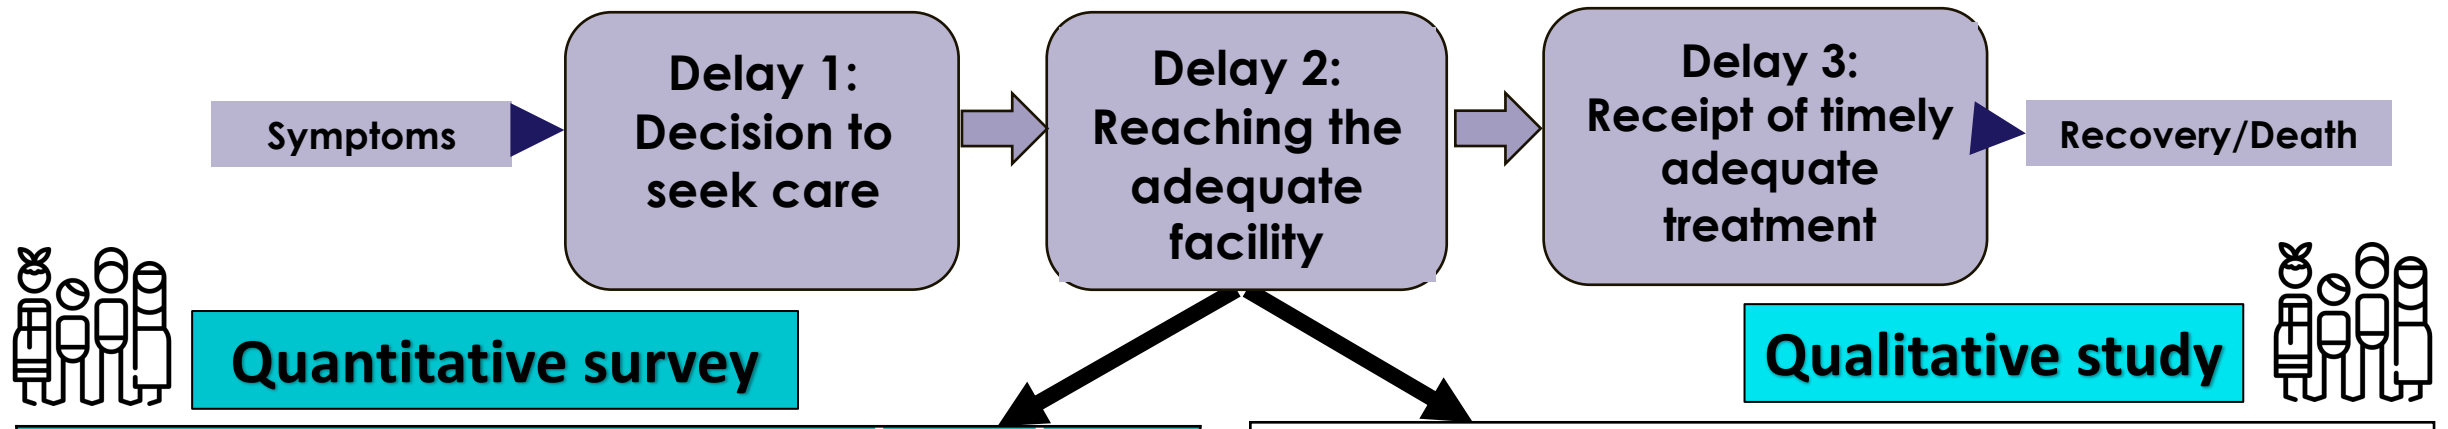 Symptoms
Delay 1:
Decision to
seek care
Delay 2:
Reaching the
adequate
facility
Delay 3:
Receipt of timely
adequate
treatment
Recovery/Death
Quantitative survey
Qualitative study